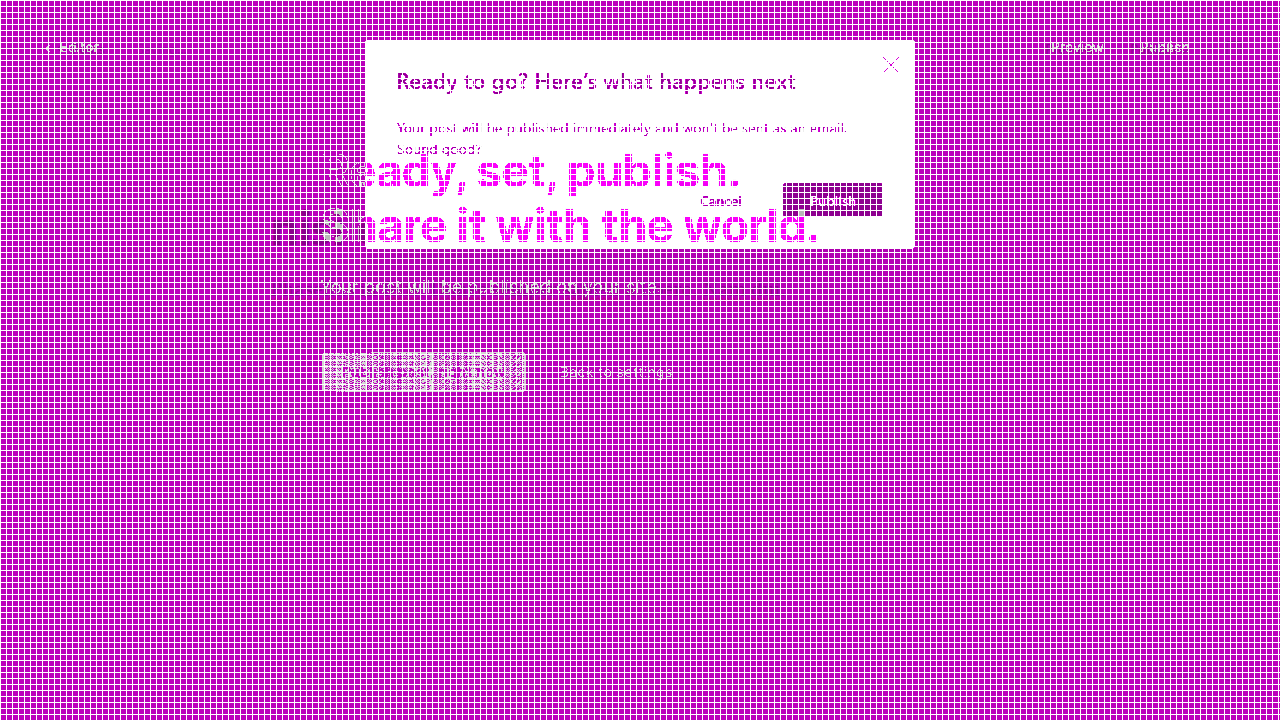 ‹ Editor
Preview
Publish
Ready to go? Here's what happens next
Your post will be published immediately and won't be sent as an email.
Sound good?
Ready, set, publish.
Cancel
Publish
Share it with the world.
Your post will be published on your site.
Back to settings